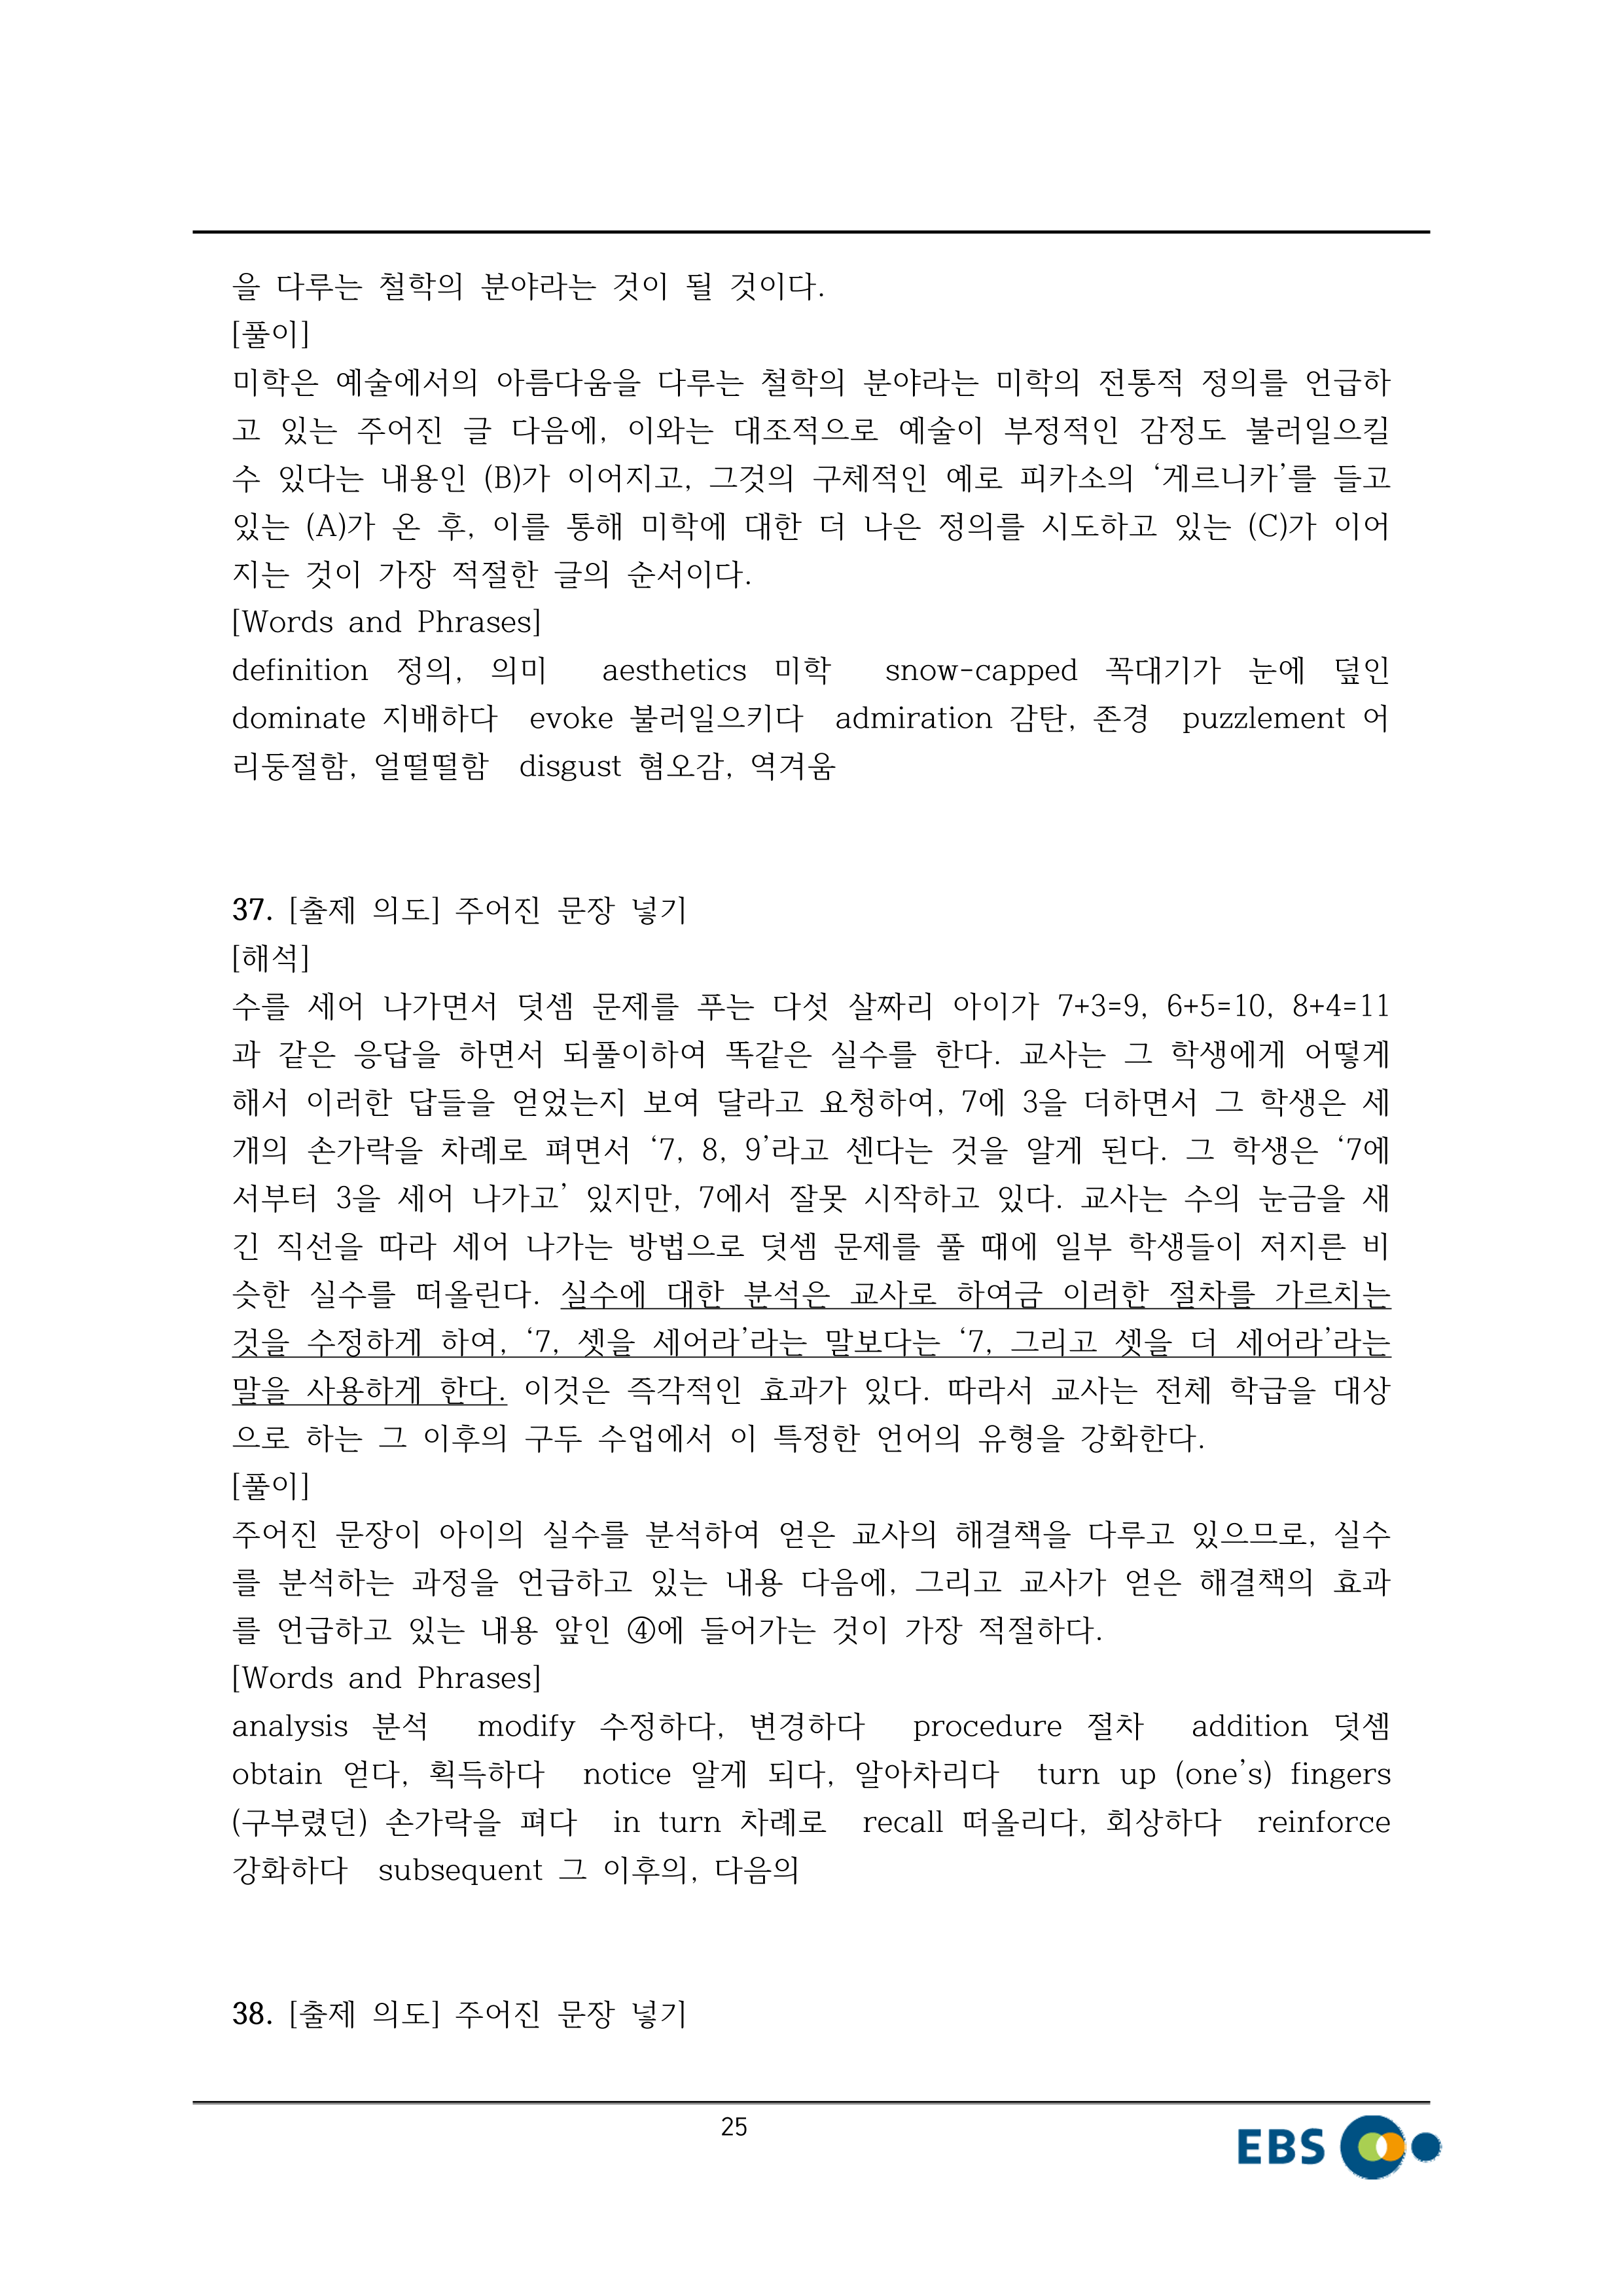 을 다루는 철학의 분야라는 것이 될 것이다.
[풀이]
미학은 예술에서의 아름다움을 다루는 철학의 분야라는 미학의 전통적 정의를 언급하
고 있는 주어진 글 다음에, 이와는 대조적으로 예술이 부정적인 감정도 불러일으킬
수 있다는 내용인 (B)가 이어지고, 그것의 구체적인 예로 피카소의 ‘게르니카’를 들고
있는 (A)가 온 후, 이를 통해 미학에 대한 더 나은 정의를 시도하고 있는 (C)가 이어
지는 것이 가장 적절한 글의 순서이다.
[Words and Phrases]
definition 정의, 의미 aesthetics 미학 snow-capped 꼭대기가 눈에 덮인
dominate 지배하다 evoke 불러일으키다 admiration 감탄, 존경 puzzlement 어
리둥절함, 얼떨떨함 disgust 혐오감, 역겨움
37. [출제 의도] 주어진 문장 넣기
[해석]
수를 세어 나가면서 덧셈 문제를 푸는 다섯 살짜리 아이가 7+3=9, 6+5=10, 8+4=11
과 같은 응답을 하면서 되풀이하여 똑같은 실수를 한다. 교사는 그 학생에게 어떻게
해서 이러한 답들을 얻었는지 보여 달라고 요청하여, 7에 3을 더하면서 그 학생은 세
개의 손가락을 차례로 펴면서 ‘7, 8, 9’라고 센다는 것을 알게 된다. 그 학생은 ‘7에
서부터 3을 세어 나가고’ 있지만, 7에서 잘못 시작하고 있다. 교사는 수의 눈금을 새
긴 직선을 따라 세어 나가는 방법으로 덧셈 문제를 풀 때에 일부 학생들이 저지른 비
슷한 실수를 떠올린다. 실수에 대한 분석은 교사로 하여금 이러한 절차를 가르치는
것을 수정하게 하여, ‘7, 셋을 세어라’라는 말보다는 ‘7, 그리고 셋을 더 세어라’라는
말을 사용하게 한다. 이것은 즉각적인 효과가 있다. 따라서 교사는 전체 학급을 대상
으로 하는 그 이후의 구두 수업에서 이 특정한 언어의 유형을 강화한다.
[풀이]
주어진 문장이 아이의 실수를 분석하여 얻은 교사의 해결책을 다루고 있으므로, 실수
를 분석하는 과정을 언급하고 있는 내용 다음에, 그리고 교사가 얻은 해결책의 효과
를 언급하고 있는 내용 앞인 ④에 들어가는 것이 가장 적절하다.
[Words and Phrases]
analysis 분석 modify 수정하다, 변경하다 procedure 절차 addition 덧셈
obtain 얻다, 획득하다 notice 알게 되다, 알아차리다 turn up (one’s) fingers
(구부렸던) 손가락을 펴다 in turn 차례로 recall 떠올리다, 회상하다 reinforce
강화하다 subsequent 그 이후의, 다음의
38. [출제 의도] 주어진 문장 넣기
25
EBS